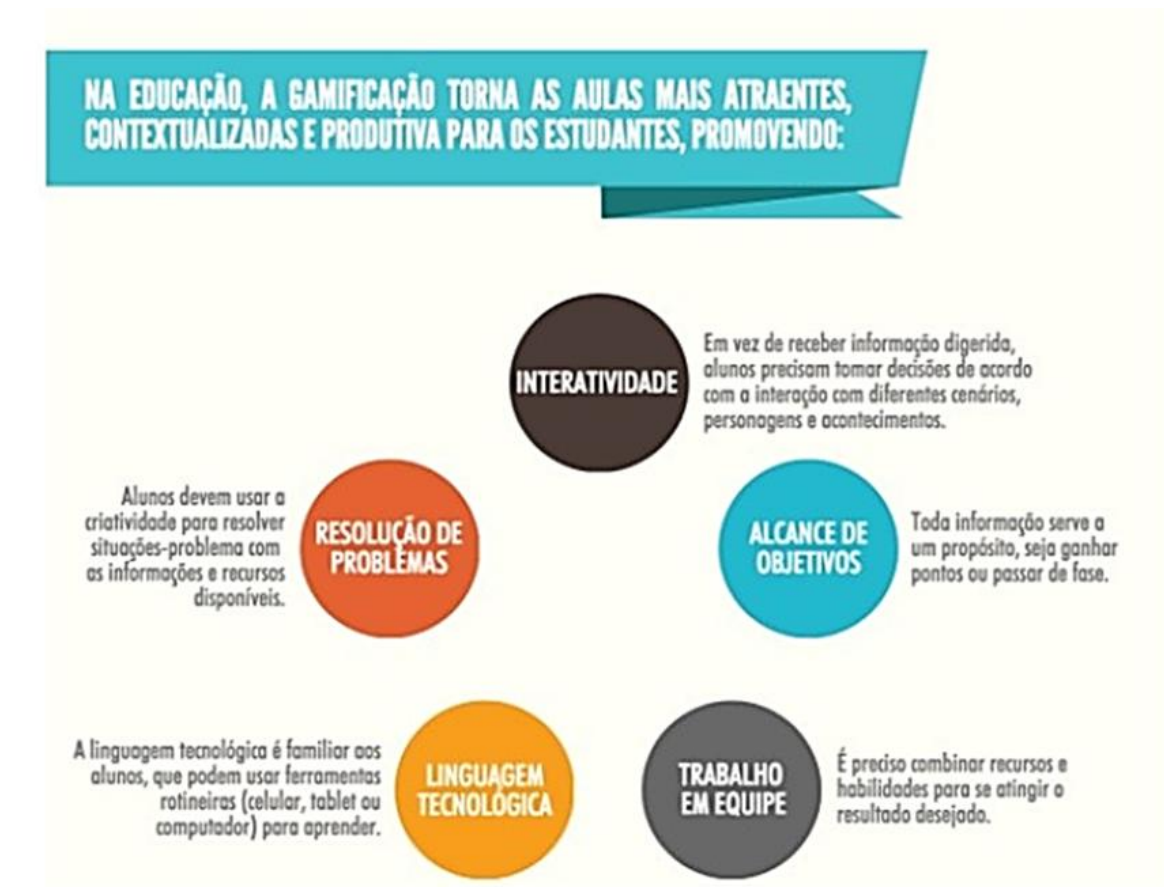 NA EDUCAÇÃO, A GAMIFICAÇÃO TORNA AS AULAS MAIS ATRAENTES,
CONTEXTUALIZADAS E PRODUTIVA PARA OS ESTUDANTES, PROMOVENDO:
INTERATIVIDADE
Em vez de receber informação digerida,
alunos precisam tomar decisões de acordo
com a interação com diferentes cenários,
personagens e acontecimentos.
Alunos devem usar a
criatividade para resolver
situações-problema com
as informações e recursos
disponíveis.
RESOLUÇÃO DE
PROBLEMAS
ALCANCE DE
OBJETIVOS
Toda informação serve a
um propósito, seja ganhar
pontos ou passar de fase.
A linguagem tecnológica é familiar aos
alunos, que podem usar ferramentas
rotineiras (celular, tablet ou
computador) para aprender.
LINGUAGEM
TECNOLÓGICA
TRABALHO
EM EQUIPE
É preciso combinar recursos e
habilidades para se atingir o
resultado desejado.